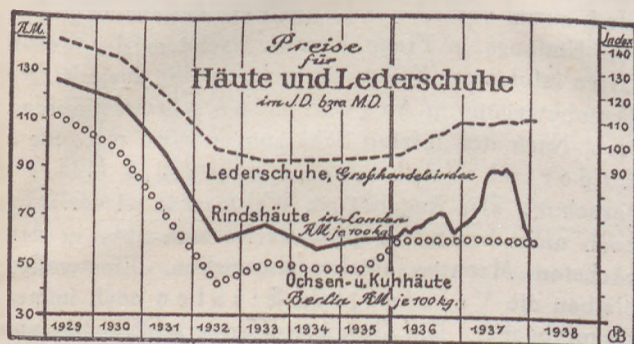 Preise
für
Häute und Lederschuhe
im J.D. bzw M.D.
R.M.
130
110
90
70
50
30
Index
140
130
120
110
100
90
Lederschuhe, Großhandelsindex
Rindshäute in London
RM je 100 kg
Ochsen- u. Kuhhäute
Berlin RM je 100 kg.
1929 1930 1931 1932 1933 1934 1935 1936 1937 1938